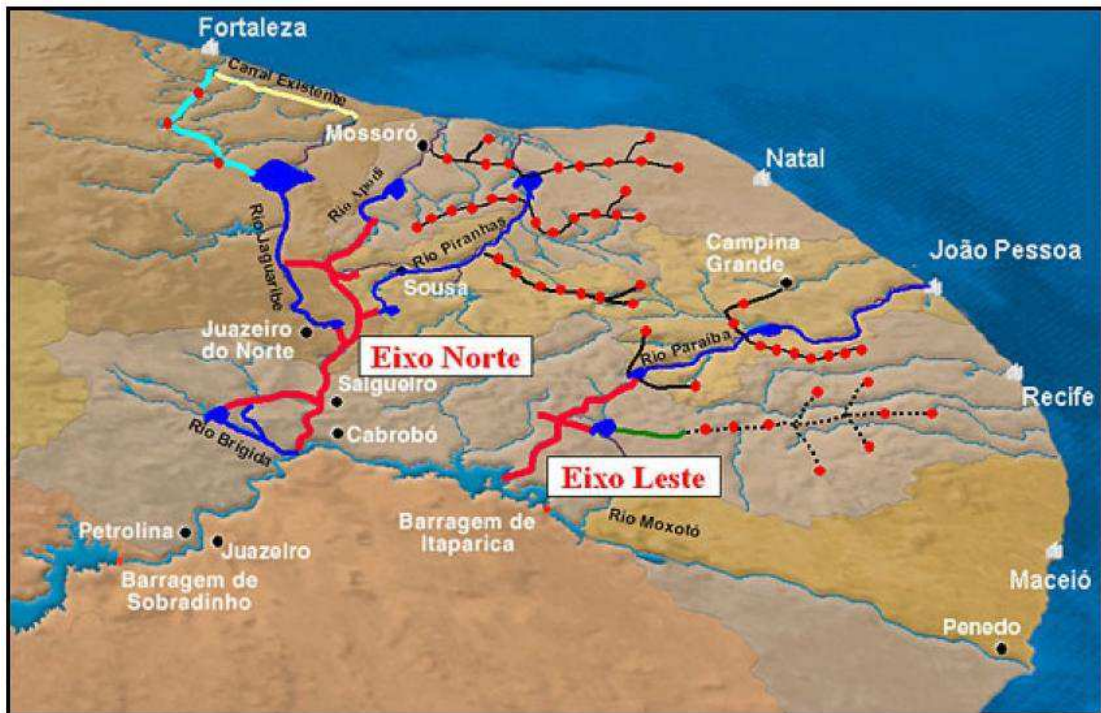 Fortaleza
Canal Existente
Mossoró
Natal
Rio Apodi
Rio Jaguaribe
Rio Piranhas
Sousa
Campina
Grande
João Pessoa
Juazeiro
do Norte
Eixo Norte
Rio Paraíba
Salgueiro
Recife
Cabrobó
Rio Brígida
Eixo Leste
Petrolina
Juazeiro
Barragem de
Itaparica
Rio Moxotó
Barragem de
Sobradinho
Maceió
Penedo